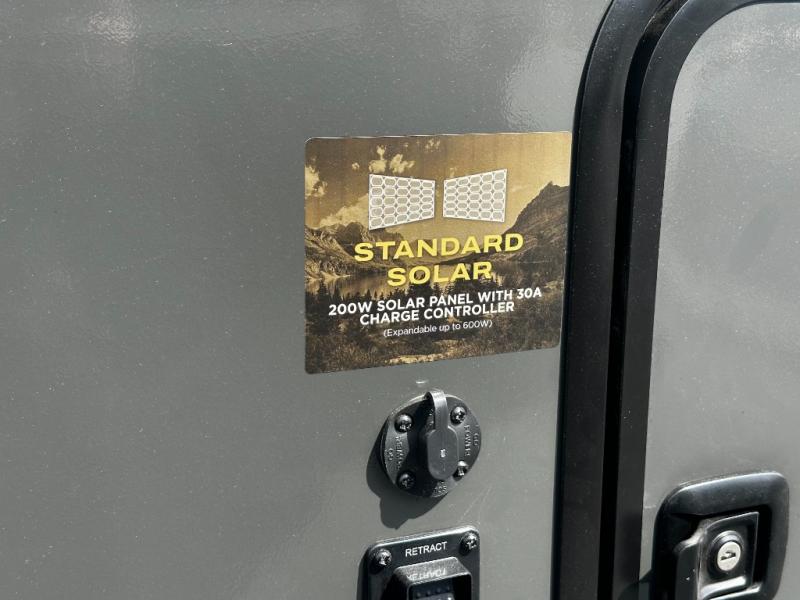 STANDARD
SOLAR
200W SOLAR PANEL WITH 30A
CHARGE CONTROLLER
(Expandable up to 600W)
RETRACT